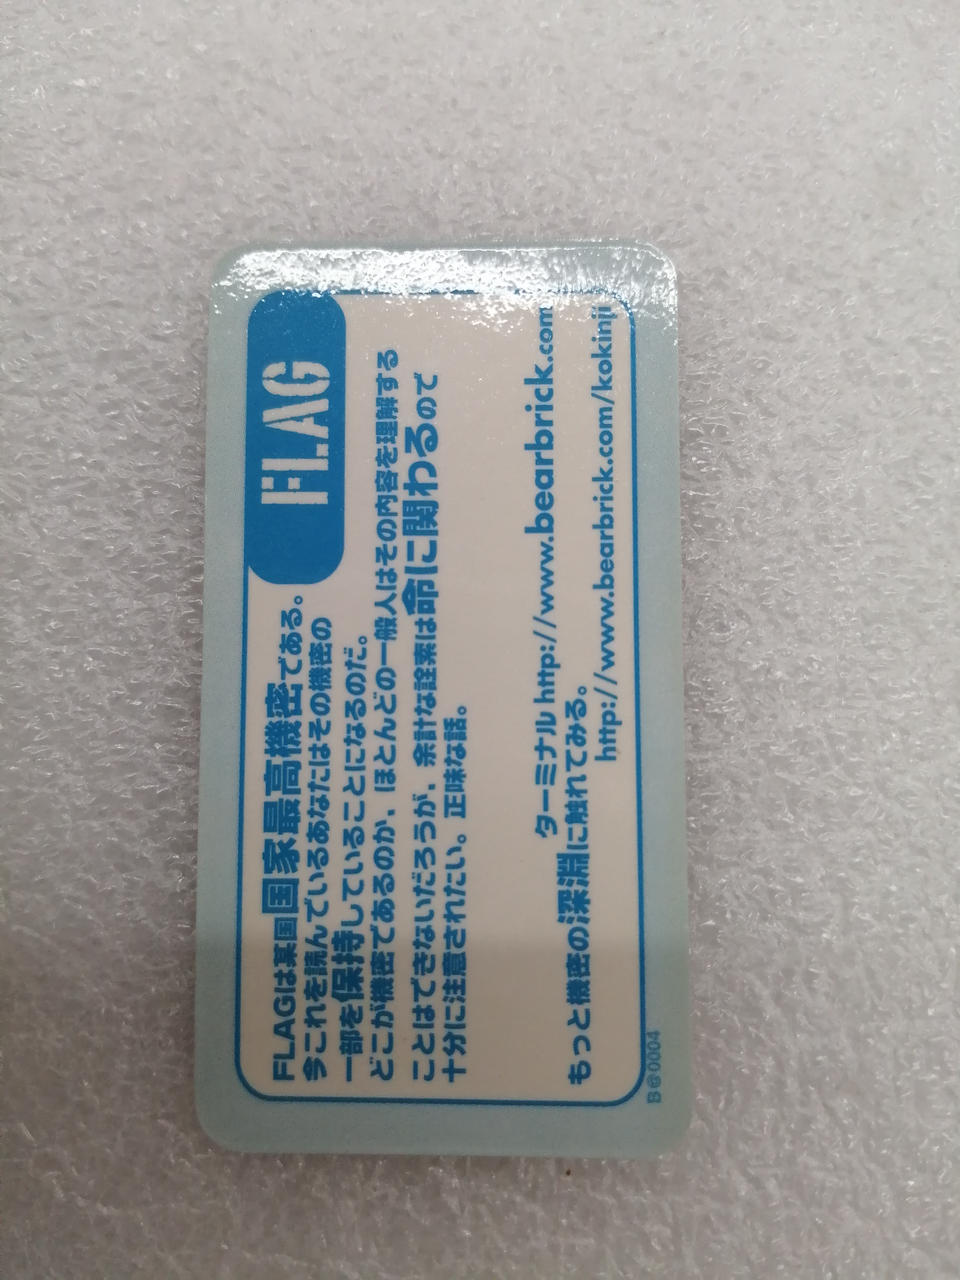 FLAG
FLAGは某国国家最高機密である。
今これを読んでいるあなたはその機密の
一部を保持していることになるのだ。
どこが機密であるのか、ほとんどの一般人はその内容を理解する
ことはできないだろうが、余計な詮索は命に関わるので
十分に注意されたい。正味な話。
ターミナル http://www.bearbrick.com
もっと機密の深淵に触れてみる。
http://www.bearbrick.com/kokinji
B@0004